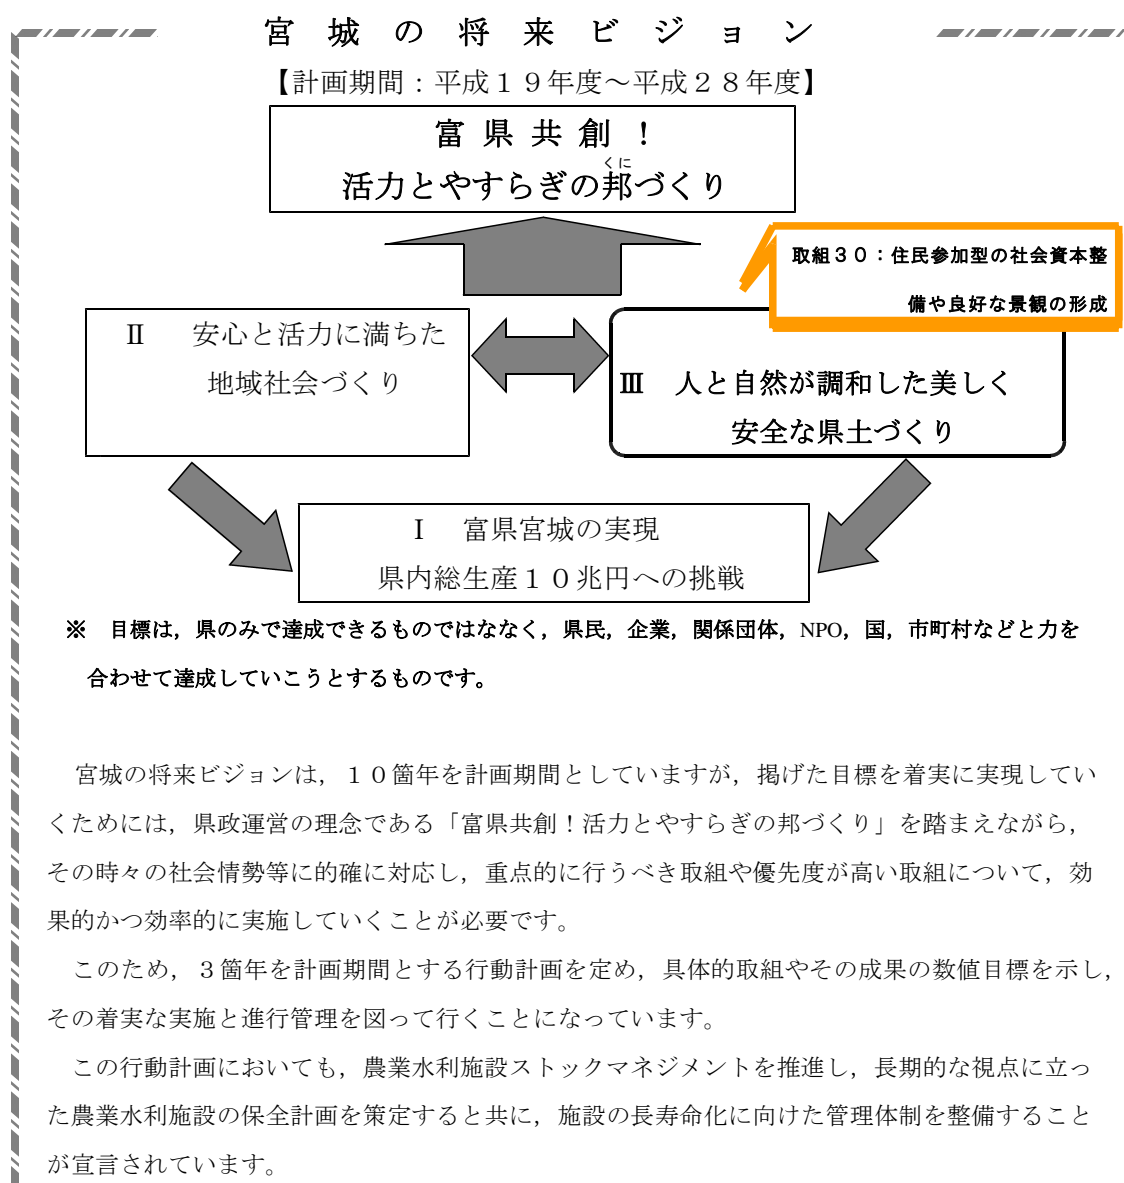 宮城の将来ビジョン
【計画期間：平成１９年度～平成２８年度】
富県共創！
くに
活力とやすらぎの邦づくり
取組３０：住民参加型の社会資本整
備や良好な景観の形成
Ⅱ　安心と活力に満ちた
地域社会づくり
Ⅲ　人と自然が調和した美しく
安全な県土づくり
Ⅰ　富県宮城の実現
県内総生産１０兆円への挑戦
※　目標は，県のみで達成できるものではななく，県民，企業，関係団体，NPO，国，市町村などと力を
合わせて達成していこうとするものです。
宮城の将来ビジョンは，１０箇年を計画期間としていますが，掲げた目標を着実に実現してい
くためには，県政運営の理念である「富県共創！活力とやすらぎの邦づくり」を踏まえながら，
その時々の社会情勢等に的確に対応し，重点的に行うべき取組や優先度が高い取組について，効
果的かつ効率的に実施していくことが必要です。
このため，３箇年を計画期間とする行動計画を定め，具体的取組やその成果の数値目標を示し，
その着実な実施と進行管理を図って行くことになっています。
この行動計画においても，農業水利施設ストックマネジメントを推進し，長期的な視点に立っ
た農業水利施設の保全計画を策定すると共に，施設の長寿命化に向けた管理体制を整備すること
が宣言されています。